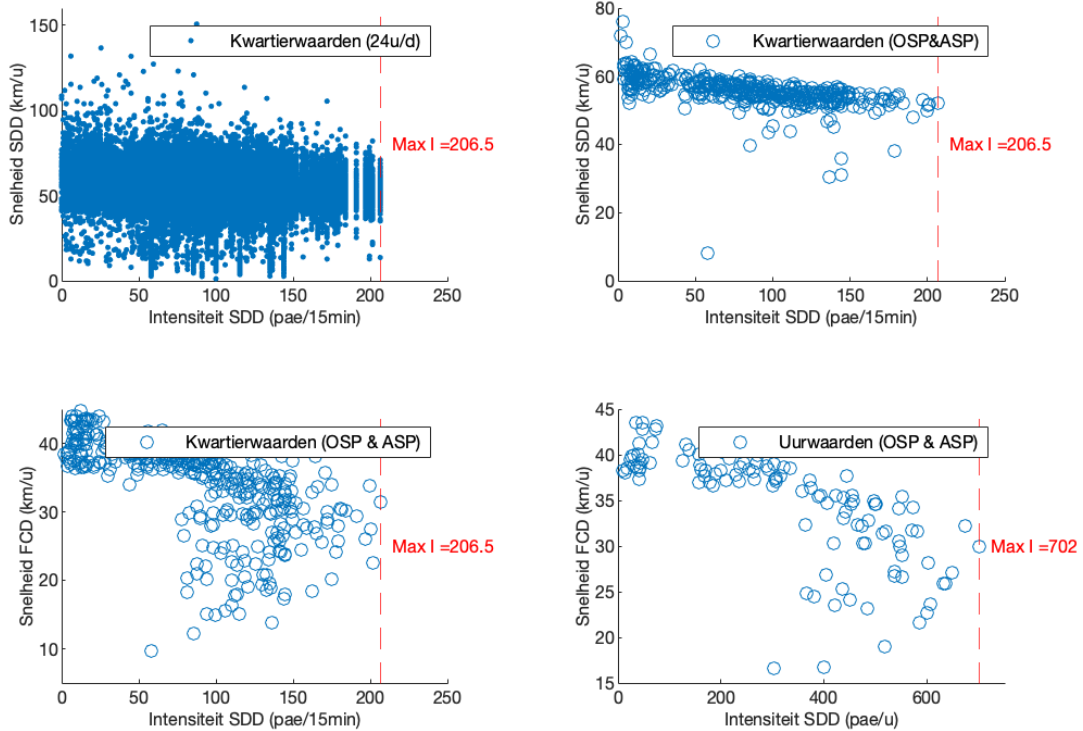 Kwartierwaarden (24u/d)
Snelheid SDD (km/u)
150
100
50
0
Max I =206.5
0 50 100 150 200 250
Intensiteit SDD (pae/15min)
Kwartierwaarden (OSP&ASP)
Snelheid SDD (km/u)
80
60
40
20
0
Max I =206.5
0 50 100 150 200 250
Intensiteit SDD (pae/15min)
Kwartierwaarden (OSP & ASP)
Snelheid FCD (km/u)
40
30
20
10
Max I =206.5
0 50 100 150 200 250
Intensiteit SDD (pae/15min)
Uurwaarden (OSP & ASP)
Snelheid FCD (km/u)
45
40
35
30
25
20
15
Max I =702
0 200 400 600
Intensiteit SDD (pae/u)